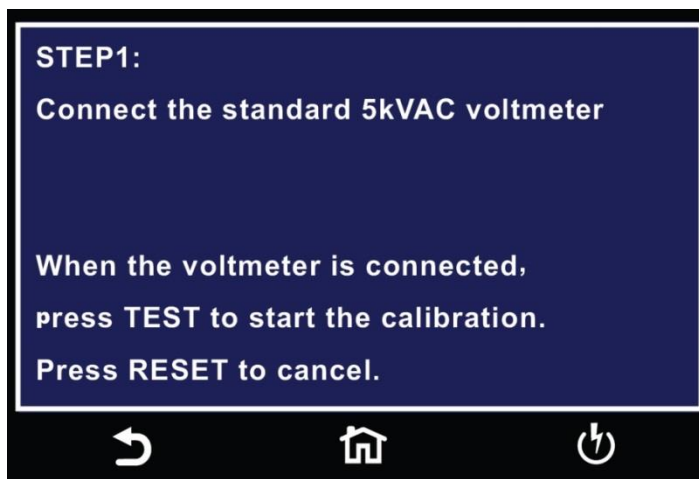 STEP1:
Connect the standard 5kVAC voltmeter
When the voltmeter is connected,
press TEST to start the calibration.
Press RESET to cancel.